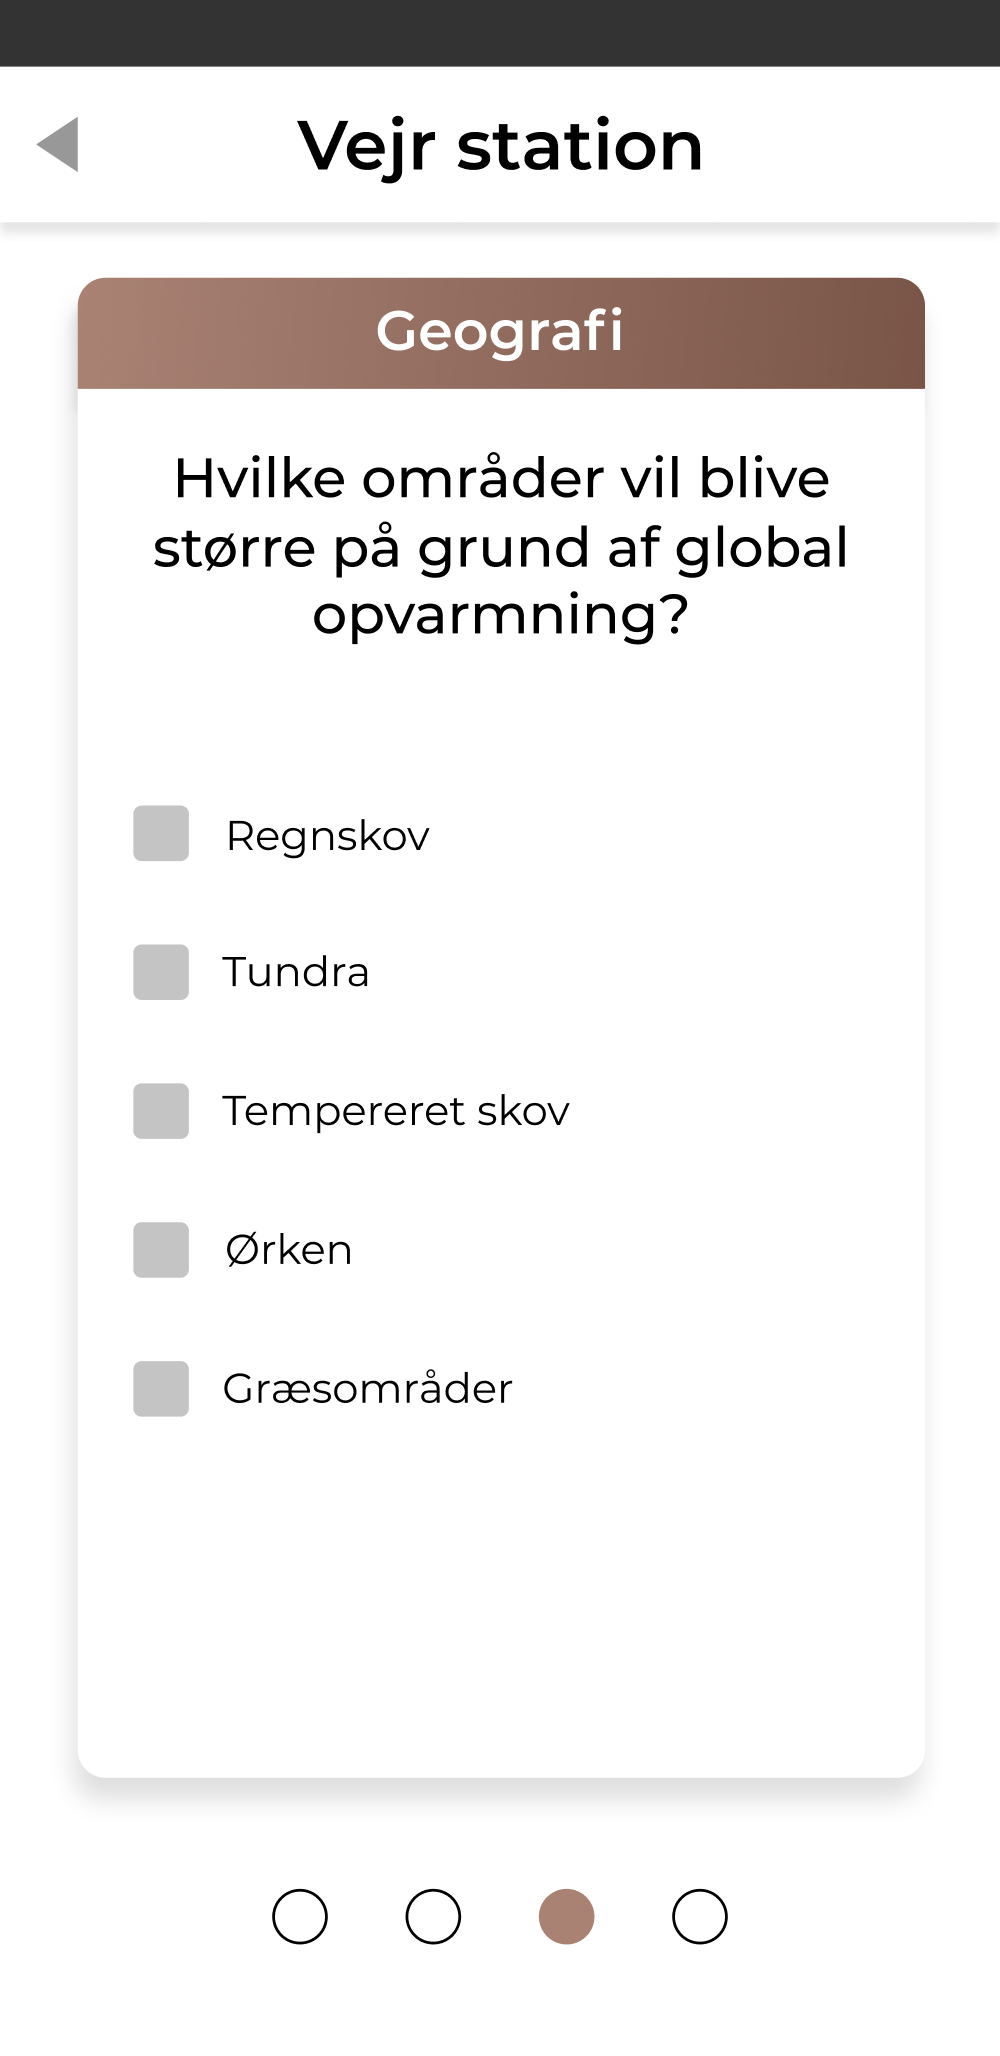 Vejr station
Geografi
Hvilke områder vil blive
større på grund af global
opvarmning?
Regnskov
Tundra
Tempereret skov
Ørken
Græsområder